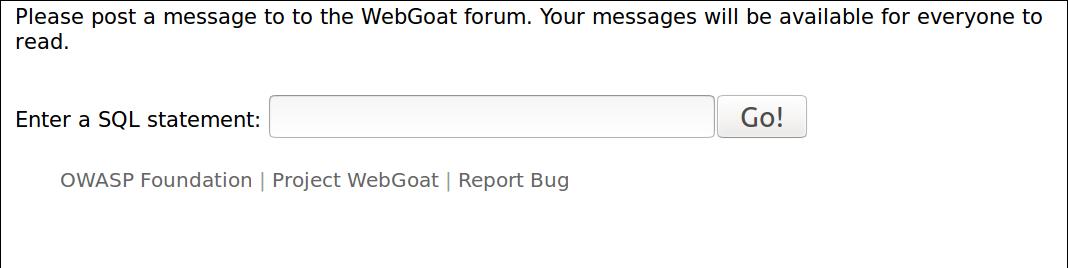 Please post a message to to the WebGoat forum. Your messages will be available for everyone to
read.
Enter a SQL statement: Go!
OWASP Foundation | Project WebGoat | Report Bug